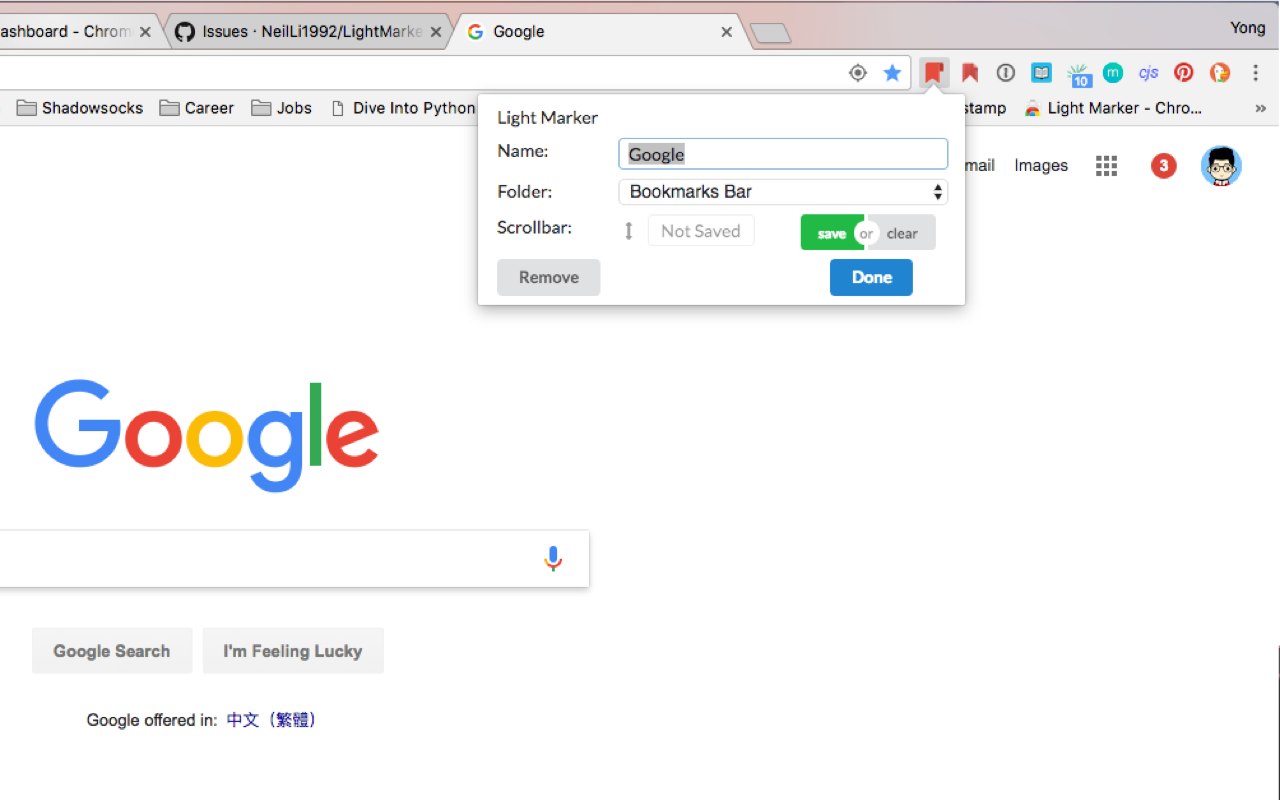 ashboard - Chrom
Issues · NeilLi1992/LightMarke
Google
Yong
10
m
cjs
Shadowsocks
Career
Jobs
Dive Into Python
stamp
Light Marker - Chro...
»
Light Marker
Name:
Google
Folder:
Bookmarks Bar
Scrollbar:
Not Saved
save
or
clear
Remove
Done
mail
Images
3
Google
Google Search
I'm Feeling Lucky
Google offered in: 中文（繁體）